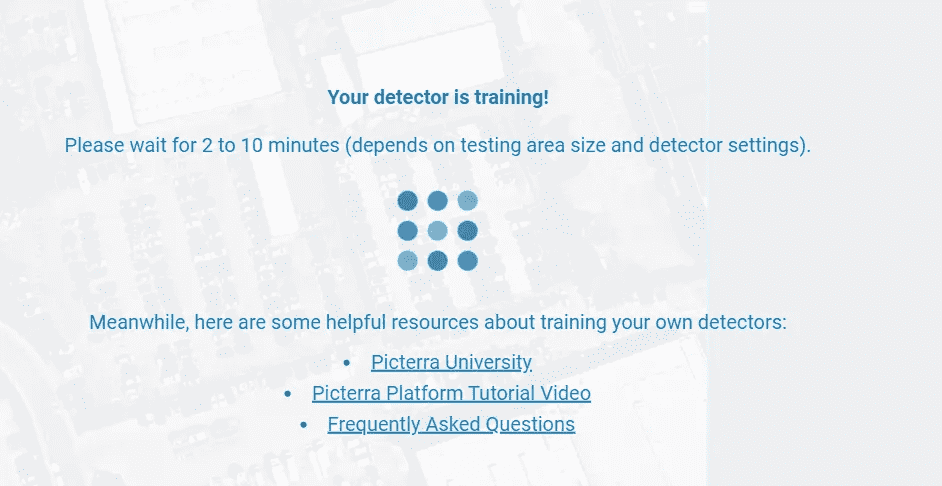 Your detector is training!
Please wait for 2 to 10 minutes (depends on testing area size and detector settings).
Meanwhile, here are some helpful resources about training your own detectors:
Picterra University
Picterra Platform Tutorial Video
Frequently Asked Questions